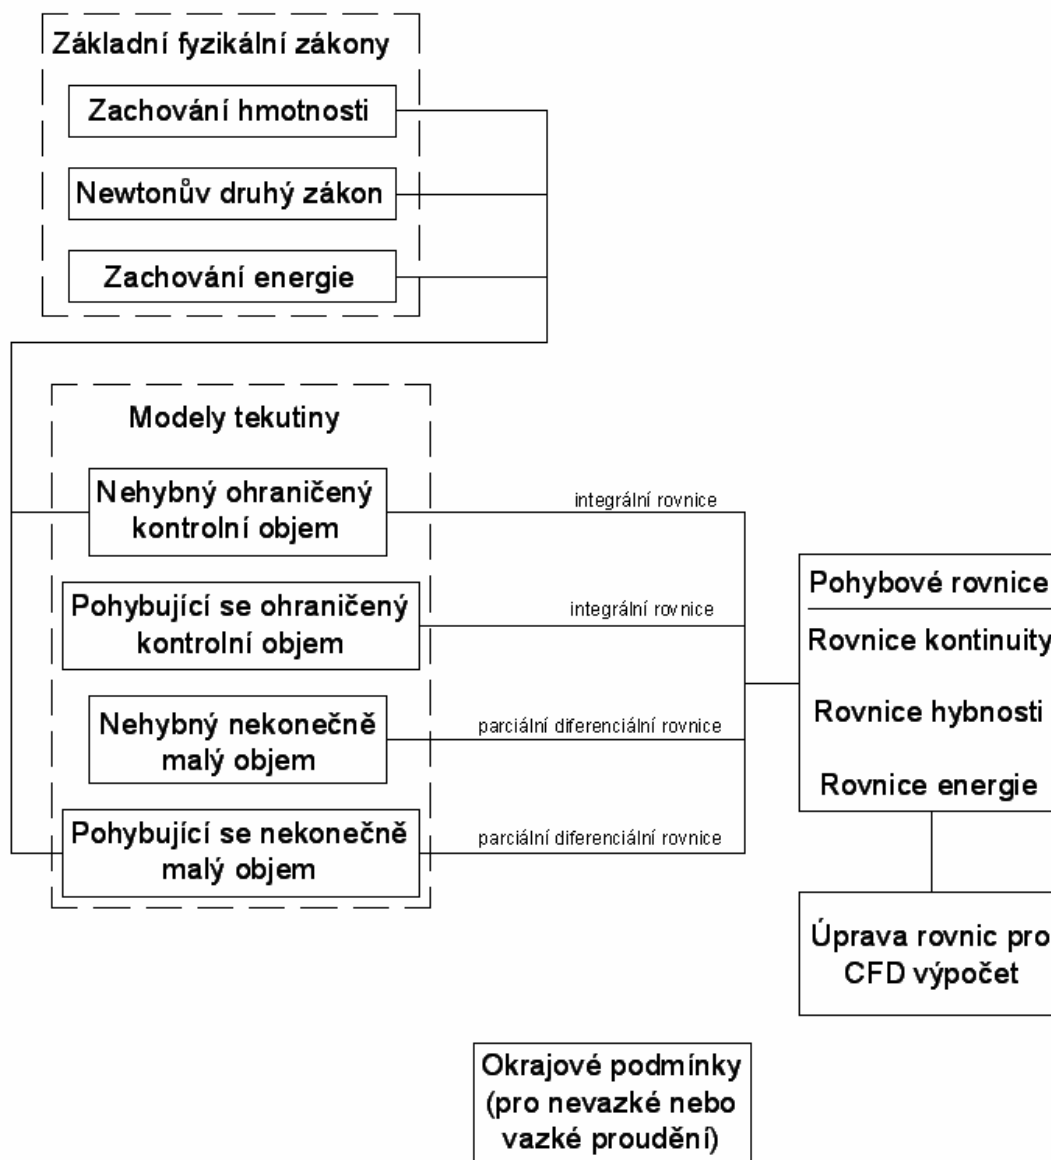 Základní fyzikální zákony
Zachování hmotnosti
Newtonův druhý zákon
Zachování energie
Modely tekutiny
Nehybný ohraničený
kontrolní objem
integrální rovnice
Pohybující se ohraničený
kontrolní objem
integrální rovnice
Nehybný nekonečně
malý objem
parciální diferenciální rovnice
Pohybující se nekonečně
malý objem
parciální diferenciální rovnice
Pohybové rovnice
Rovnice kontinuity
Rovnice hybnosti
Rovnice energie
Úprava rovnic pro
CFD výpočet
Okrajové podmínky
(pro nevazké nebo
vazké proudění)